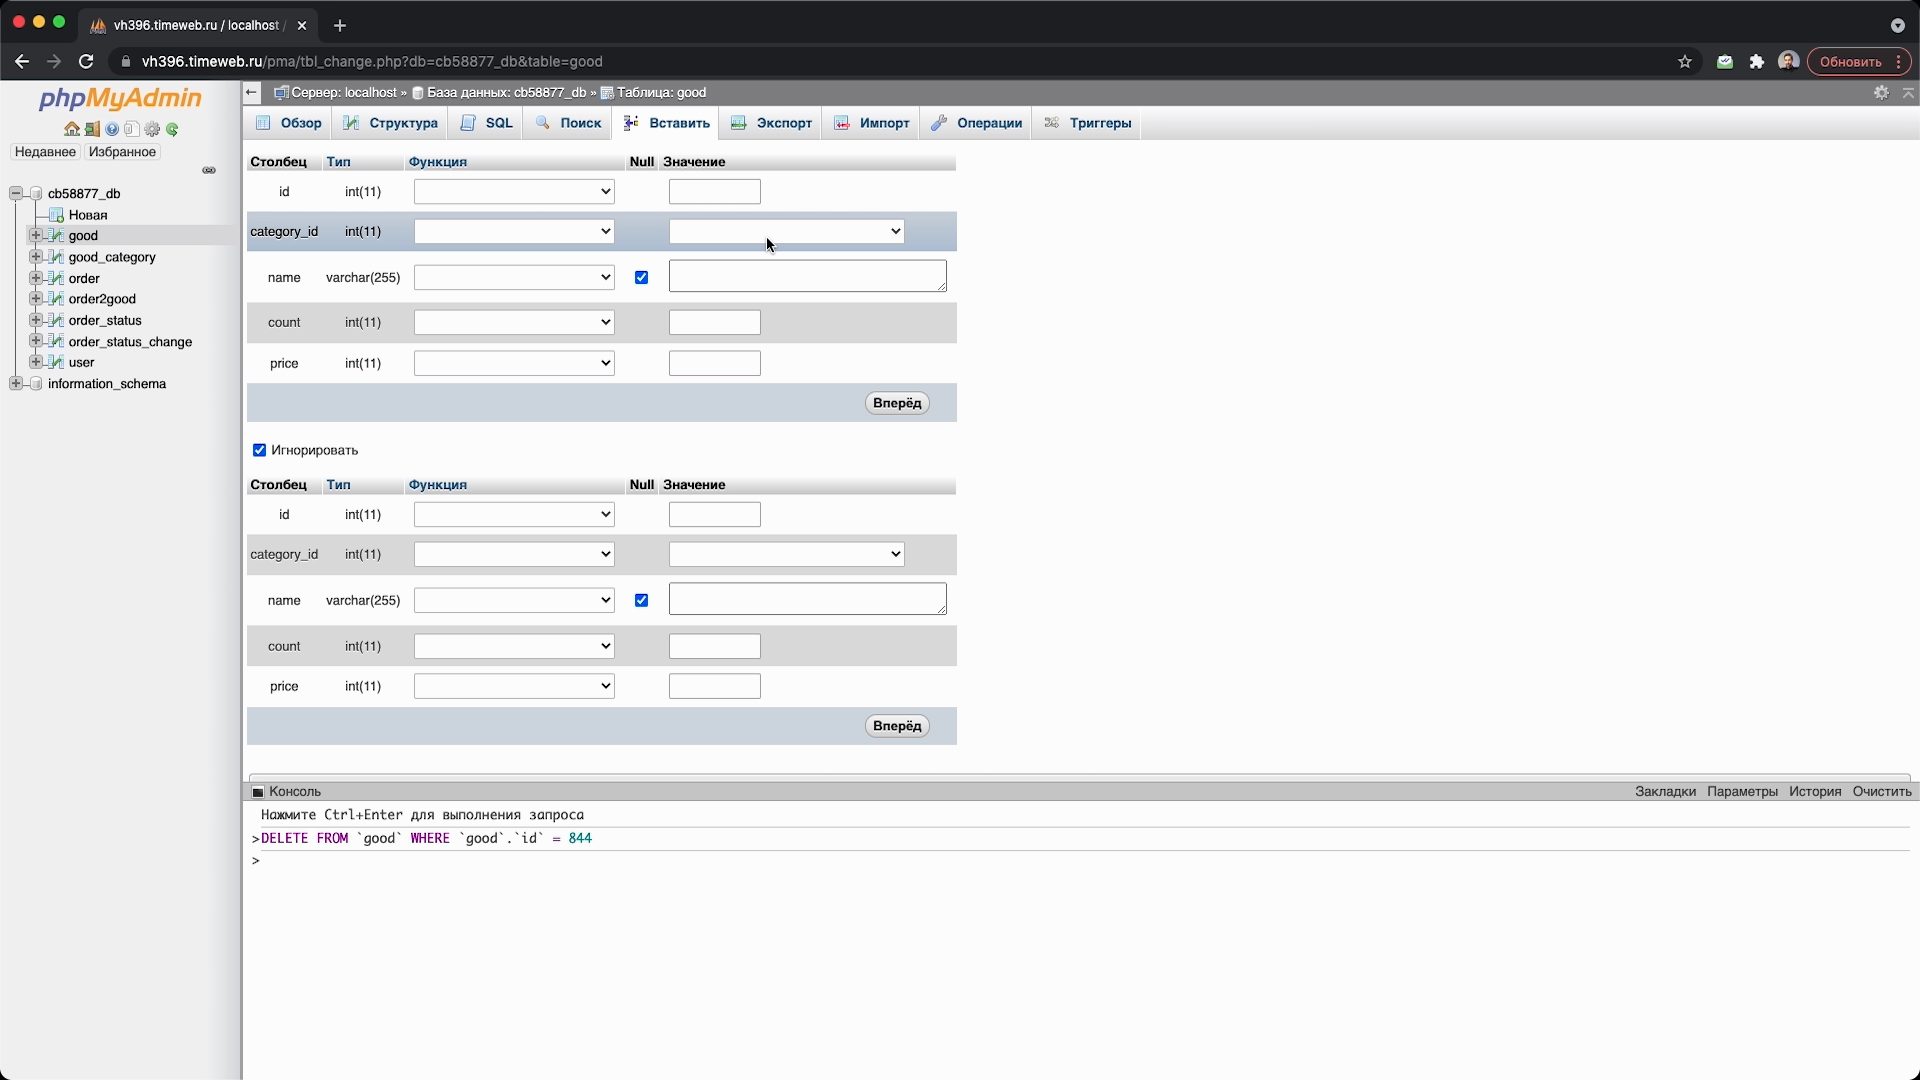 vh396.timeweb.ru / localhost /
vh396.timeweb.ru/pma/tbl_change.php?db=cb58877_db&table=good
Обновить
phpMyAdmin
Недавнее Избранное
cb58877_db
Новая
good
good_category
order
order2good
order_status
order_status_change
user
information_schema
Сервер: localhost » База данных: cb58877_db » Таблица: good
Обзор Структура SQL Поиск Вставить Экспорт Импорт Операции Триггеры
Столбец Тип Функция Null Значение
id int(11)
category_id int(11)
name varchar(255)
count int(11)
price int(11)
Вперёд
Игнорировать
Столбец Тип Функция Null Значение
id int(11)
category_id int(11)
name varchar(255)
count int(11)
price int(11)
Вперёд
Консоль Закладки Параметры История Очистить
Нажмите Ctrl+Enter для выполнения запроса
>DELETE FROM `good` WHERE `good`.`id` = 844
>